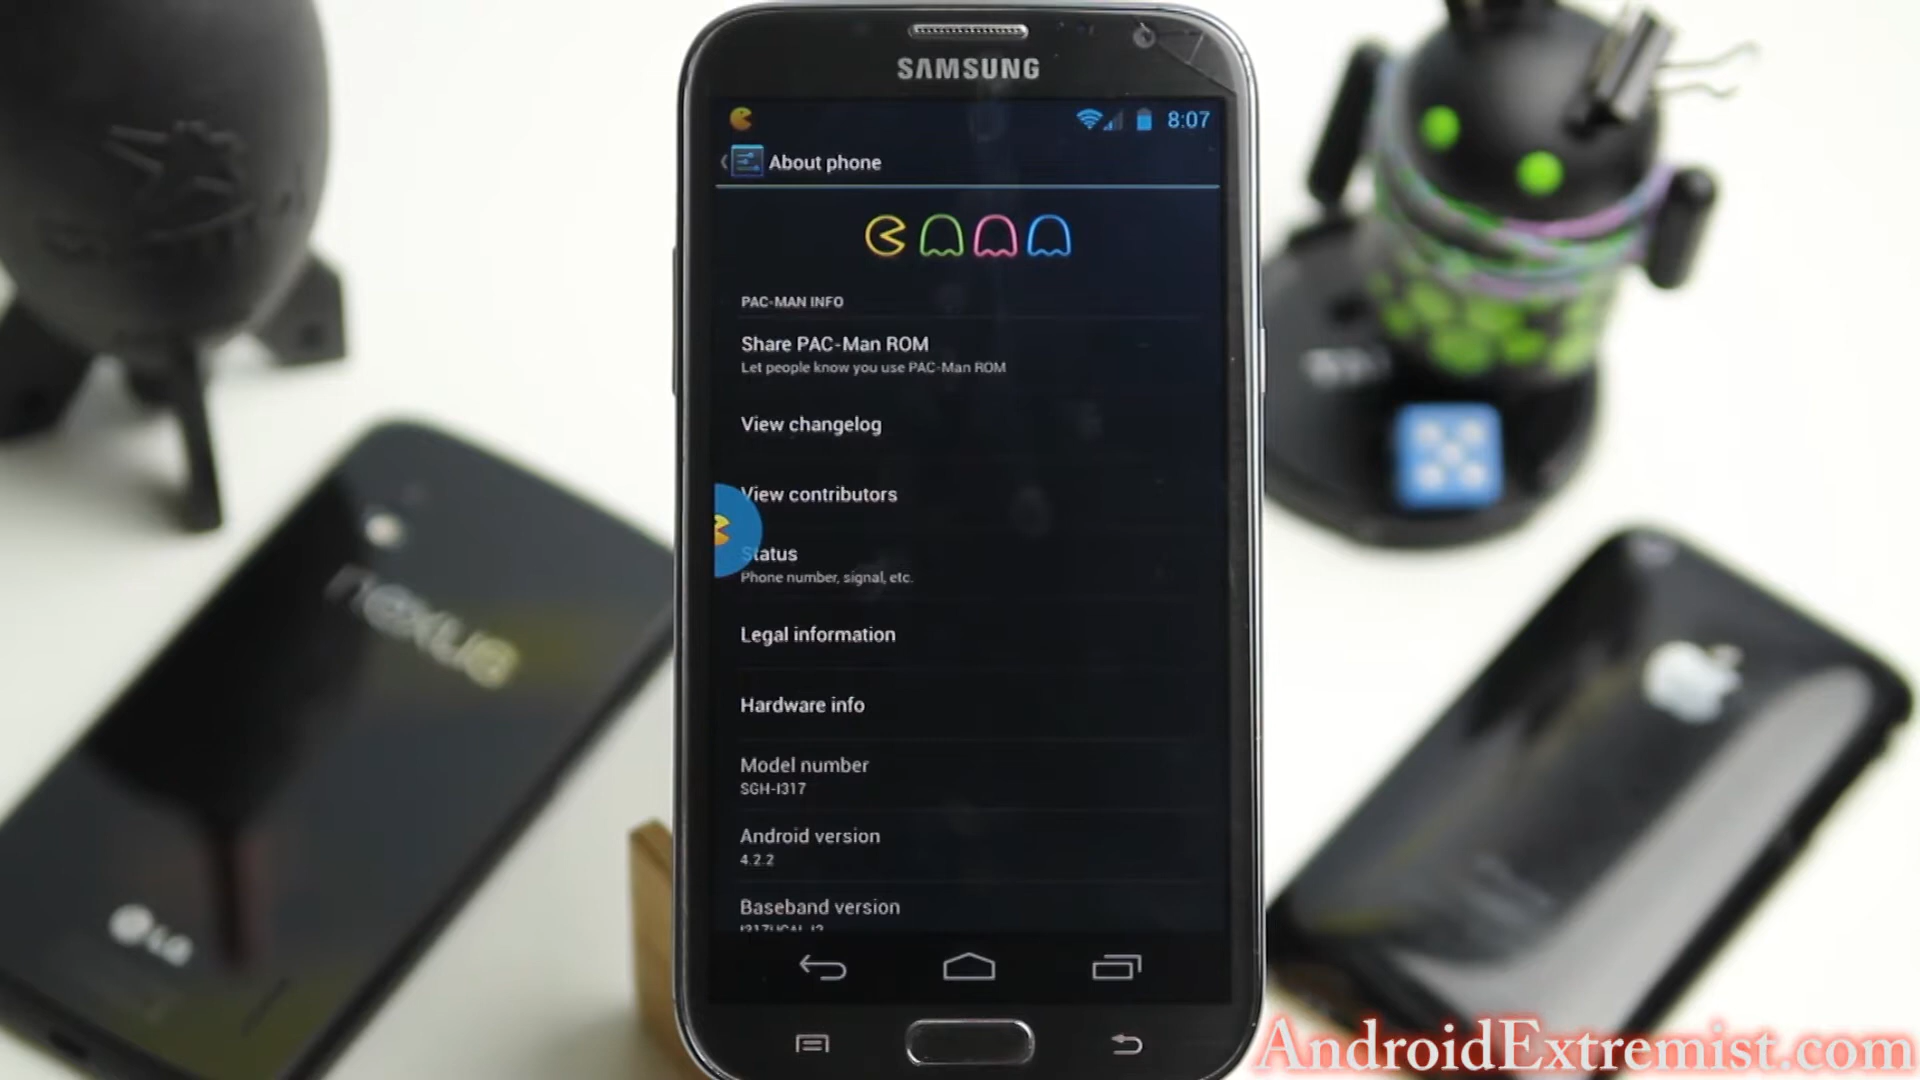 SAMSUNG
8:07
About phone
PAC-MAN INFO
Share PAC-Man ROM
Let people know you use PAC-Man ROM
View changelog
View contributors
Status
Phone number, signal, etc.
Legal information
Hardware info
Model number
SGH-I317
Android version
4.2.2
Baseband version
nexus
LG
AndroidExtremist.com